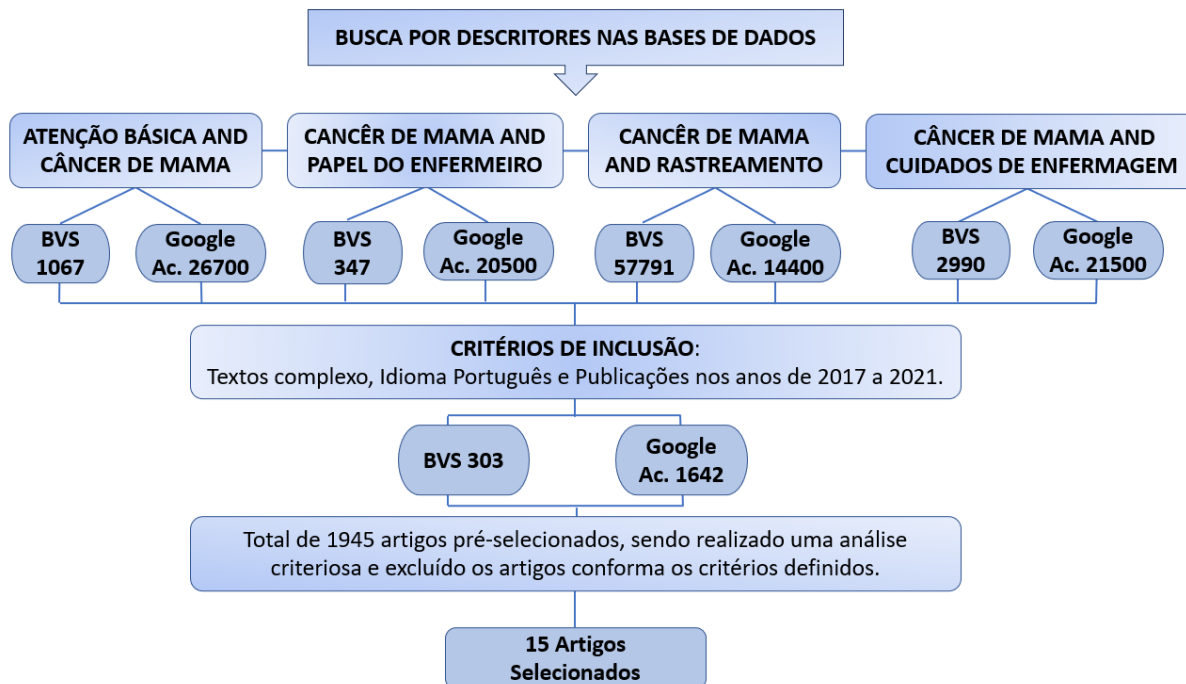 BUSCA POR DESCRITORES NAS BASES DE DADOS
ATENÇÃO BÁSICA AND
CÂNCER DE MAMA
CANCÊR DE MAMA AND
PAPEL DO ENFERMEIRO
CANCÊR DE MAMA
AND RASTREAMENTO
CÂNCER DE MAMA AND
CUIDADOS DE ENFERMAGEM
BVS
1067
Google
Ac. 26700
BVS
347
Google
Ac. 20500
BVS
57791
Google
Ac. 14400
BVS
2990
Google
Ac. 21500
CRITÉRIOS DE INCLUSÃO:
Textos complexo, Idioma Português e Publicações nos anos de 2017 a 2021.
BVS 303
Google
Ac. 1642
Total de 1945 artigos pré-selecionados, sendo realizado uma análise
criteriosa e excluído os artigos conforma os critérios definidos.
15 Artigos
Selecionados